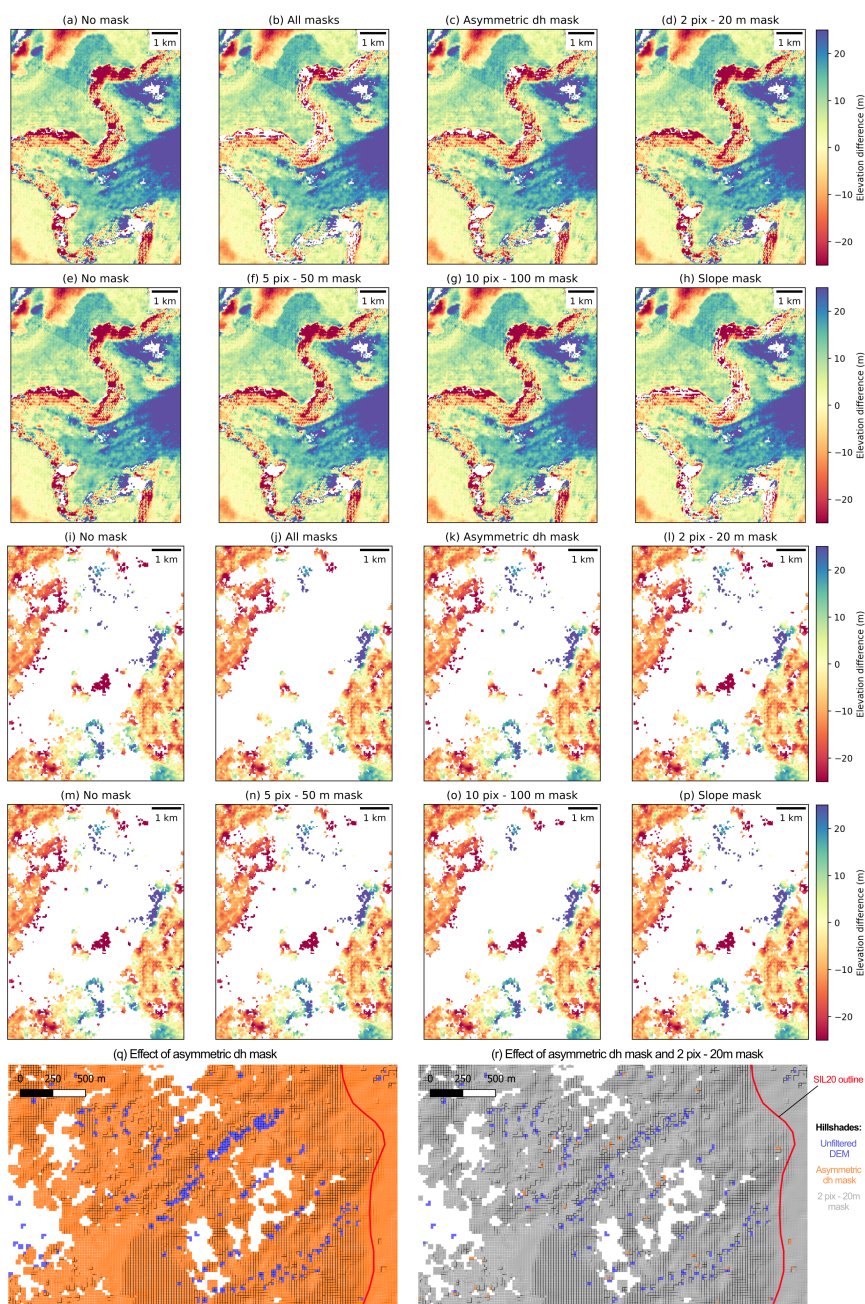 (a) No mask
(b) All masks
(c) Asymmetric dh mask
(d) 2 pix - 20 m mask
1 km
1 km
1 km
1 km
20
10
0
−10
−20
Elevation difference (m)
(e) No mask
(f) 5 pix - 50 m mask
(g) 10 pix - 100 m mask
(h) Slope mask
1 km
1 km
1 km
1 km
20
10
0
−10
−20
Elevation difference (m)
(i) No mask
(j) All masks
(k) Asymmetric dh mask
(l) 2 pix - 20 m mask
1 km
1 km
1 km
1 km
20
10
0
−10
−20
Elevation difference (m)
(m) No mask
(n) 5 pix - 50 m mask
(o) 10 pix - 100 m mask
(p) Slope mask
1 km
1 km
1 km
1 km
20
10
0
−10
−20
Elevation difference (m)
(q) Effect of asymmetric dh mask
(r) Effect of asymmetric dh mask and 2 pix - 20m mask
0 250 500 m
0 250 500 m
SIL20 outline
Hillshades:
Unfiltered
DEM
Asymmetric
dh mask
2 pix - 20m
mask